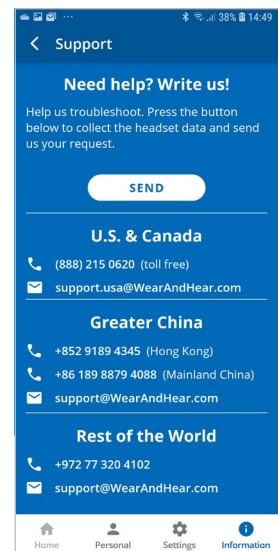 38% 14:49
Support
Need help? Write us!
Help us troubleshoot. Press the button
below to collect the headset data and send
us your request.
SEND
U.S. & Canada
(888) 215 0620 (toll free)
support.usa@WearAndHear.com
Greater China
+852 9189 4345 (Hong Kong)
+86 189 8879 4088 (Mainland China)
support@WearAndHear.com
Rest of the World
+972 77 320 4102
support@WearAndHear.com
Home Personal Settings Information